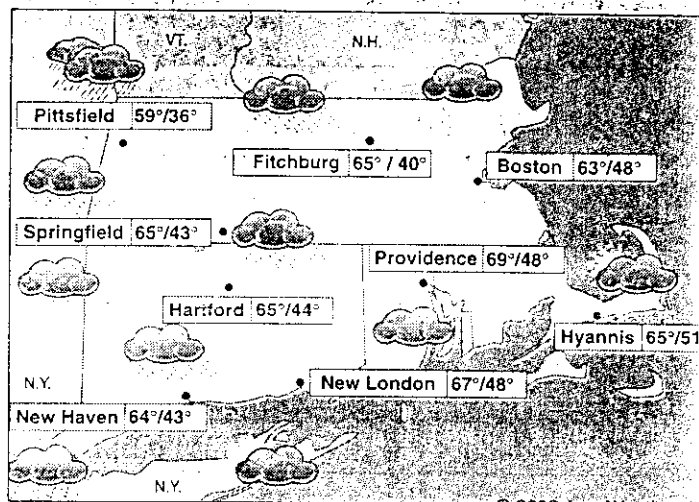 VT.
N.H.
Pittsfield 59°/36°
Fitchburg 65° / 40°
Boston 63°/48°
Springfield 65°/43°
Providence 69°/48°
Hartford 65°/44°
Hyannis 65°/51
N.Y.
New London 67°/48°
New Haven 64°/43°
N.Y.